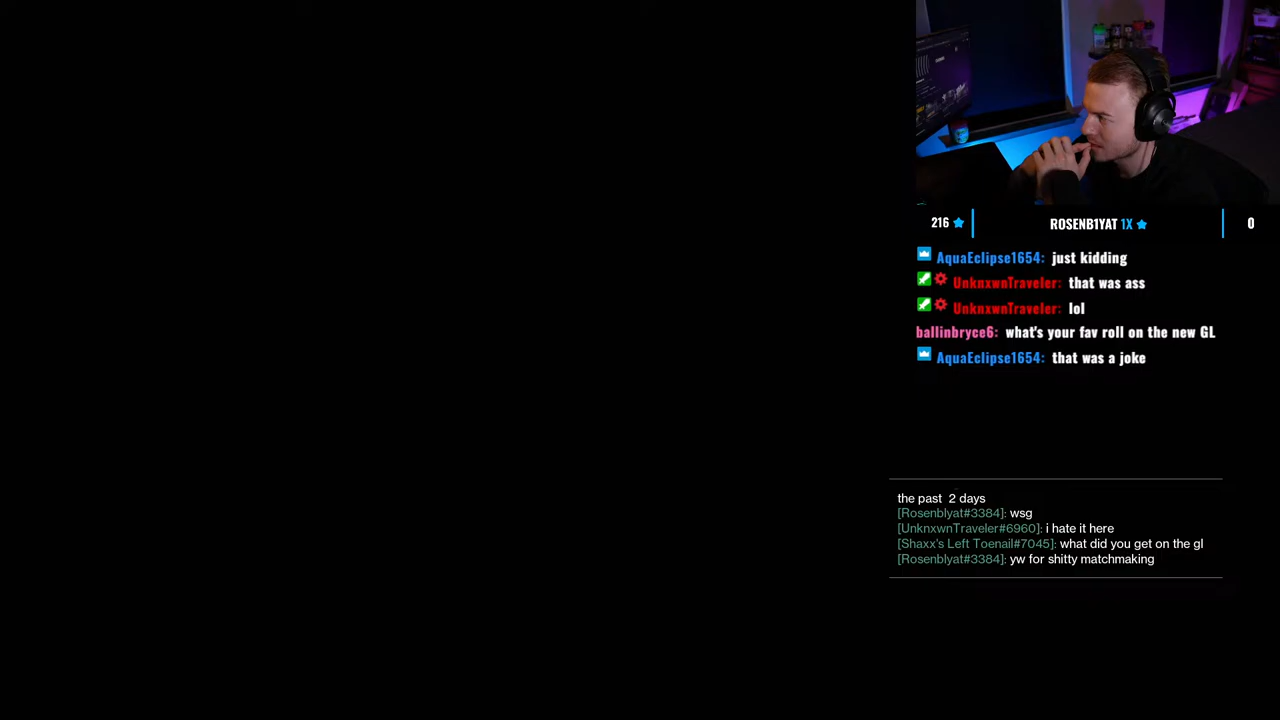 216
ROSENB1YAT 1X
0
AquaEclipse1654: just kidding
UnknxwnTraveler: that was ass
UnknxwnTraveler: lol
ballinbryce6: what's your fav roll on the new GL
AquaEclipse1654: that was a joke
the past  2 days
[Rosenblyat#3384]: wsg
[UnknxwnTraveler#6960]: i hate it here
[Shaxx's Left Toenail#7045]: what did you get on the gl
[Rosenblyat#3384]: yw for shitty matchmaking